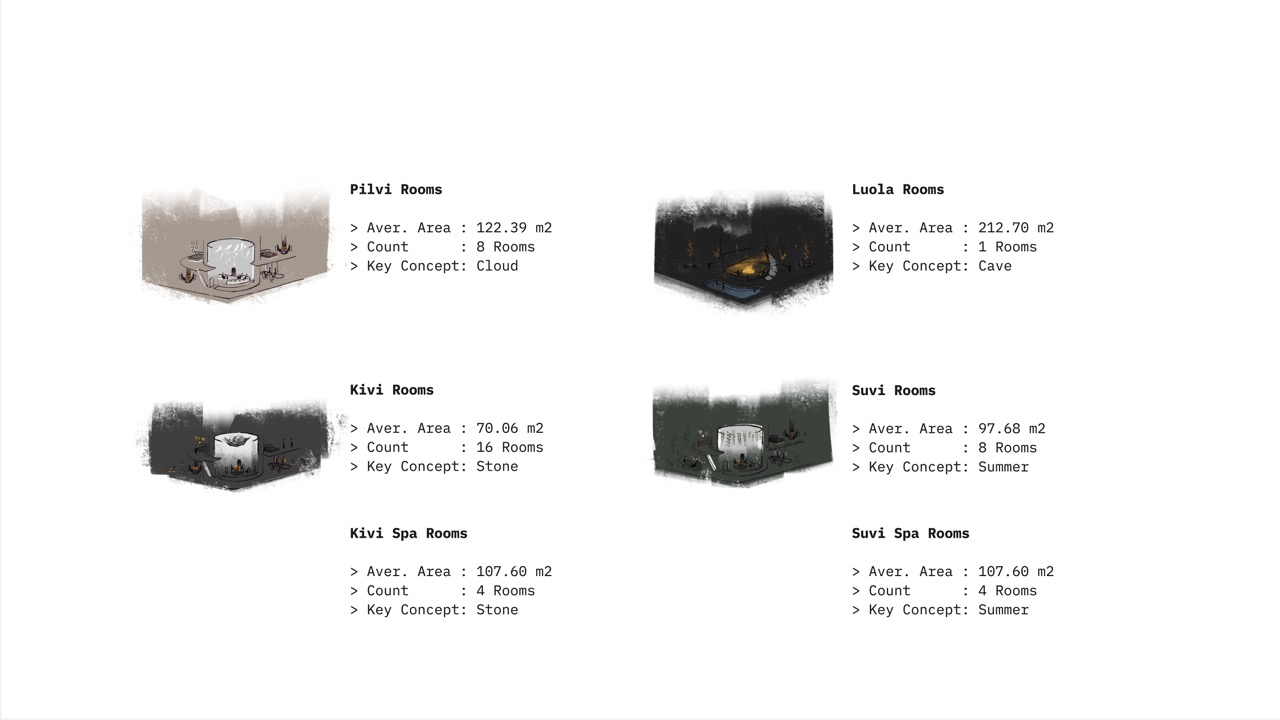 Pilvi Rooms
> Aver. Area : 122.39 m2
> Count      : 8 Rooms
> Key Concept: Cloud
Luola Rooms
> Aver. Area : 212.70 m2
> Count      : 1 Rooms
> Key Concept: Cave
Kivi Rooms
> Aver. Area : 70.06 m2
> Count      : 16 Rooms
> Key Concept: Stone
Suvi Rooms
> Aver. Area : 97.68 m2
> Count      : 8 Rooms
> Key Concept: Summer
Kivi Spa Rooms
> Aver. Area : 107.60 m2
> Count      : 4 Rooms
> Key Concept: Stone
Suvi Spa Rooms
> Aver. Area : 107.60 m2
> Count      : 4 Rooms
> Key Concept: Summer